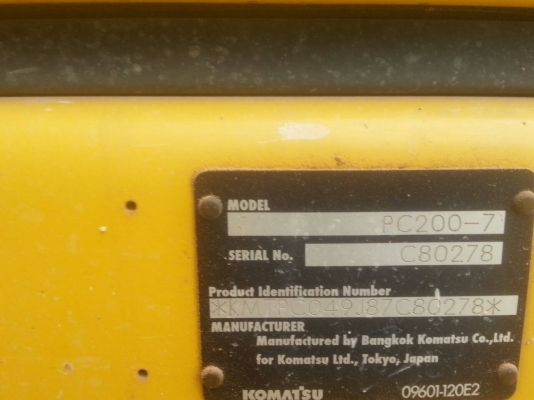 MODEL
PC200-7
SERIAL No.
C80278
Product Identification Number
MANUFACTURER
Manufactured by Bangkok Komatsu Co.,Ltd.
for Komatsu Ltd., Tokyo, Japan
KOMATSU
09601-120E2